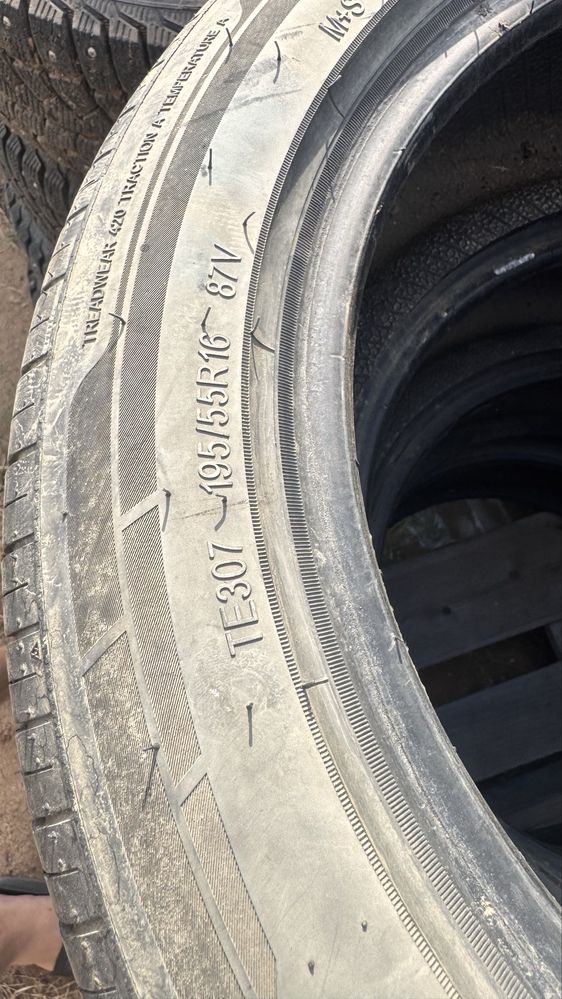 M+S
TREADWEAR 420 TRACTION A TEMPERATURE A
TE307 195/55R16 87V